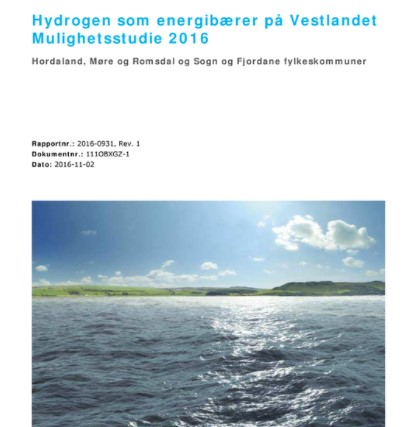 Hydrogen som energibærer på Vestlandet
Mulighetsstudie 2016
Hordaland, Møre og Romsdal og Sogn og Fjordane fylkeskommuner
Rapportnr.: 2016-0931, Rev. 1
Dokumentnr.: 111OBXGZ-1
Dato: 2016-11-02